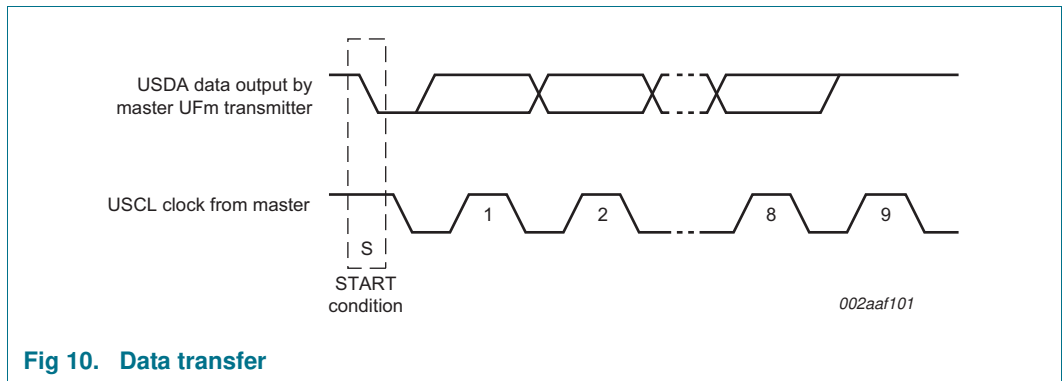 USDA data output by
master UFm transmitter
USCL clock from master
1
2
8
9
S
START
condition
002aaf101
Fig 10. Data transfer